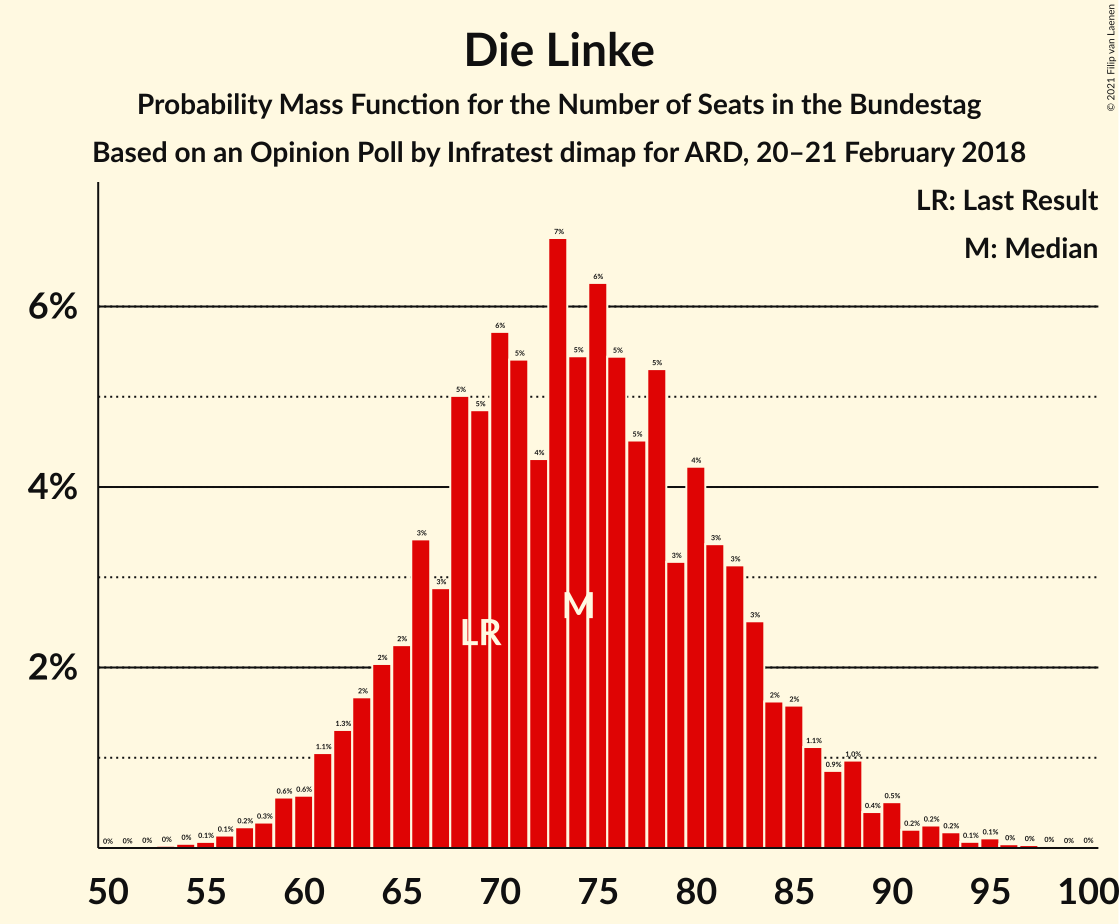 © 2021 Filip van Laenen
Die Linke
Probability Mass Function for the Number of Seats in the Bundestag
Based on an Opinion Poll by Infratest dimap for ARD, 20–21 February 2018
LR: Last Result
M: Median
6%
4%
2%
0% 0% 0% 0% 0% 0.1% 0.1% 0.2% 0.3% 0.6% 0.6% 1.1% 1.3% 2% 2% 2% 3% 3% 5% 5% 6% 5% 4% 7% 5% 6% 5% 5% 5% 3% 4% 3% 3% 3% 2% 2% 1.1% 0.9% 1.0% 0.4% 0.5% 0.2% 0.2% 0.2% 0.1% 0.1% 0% 0% 0% 0% 0%
LR M
50 55 60 65 70 75 80 85 90 95 100